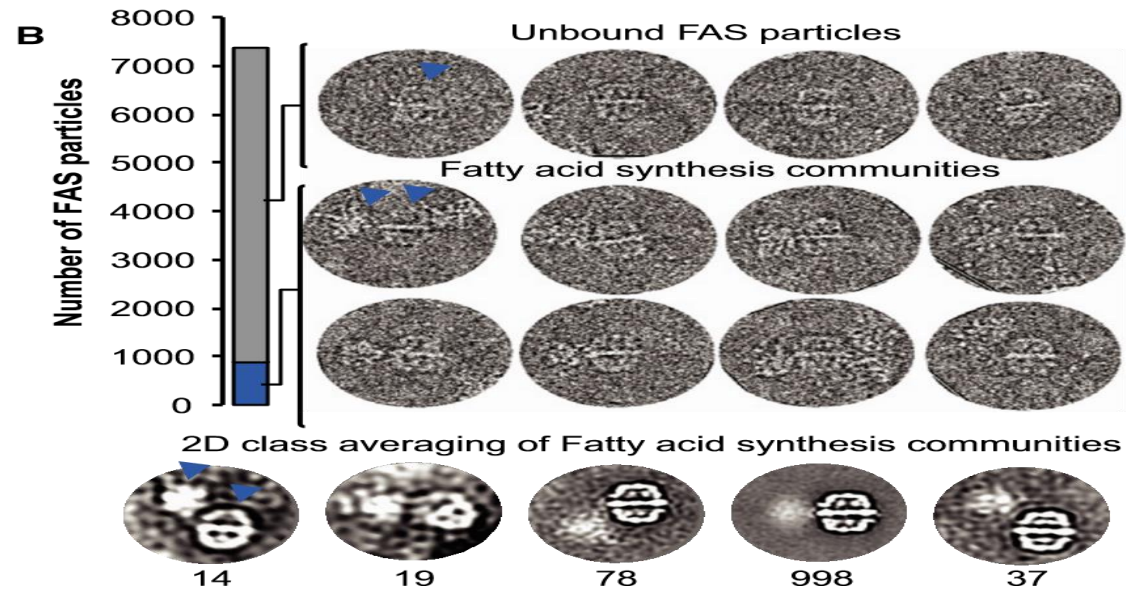 B
Number of FAS particles
8000
7000
6000
5000
4000
3000
2000
1000
0
Unbound FAS particles
Fatty acid synthesis communities
2D class averaging of Fatty acid synthesis communities
14 19 78 998 37